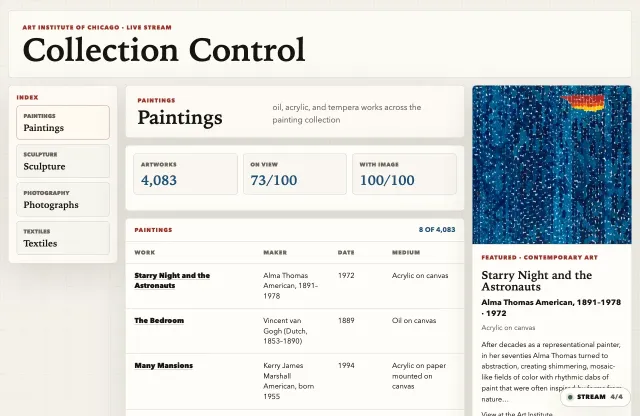 ART INSTITUTE OF CHICAGO • LIVE STREAM
Collection Control
INDEX
PAINTINGS
Paintings
SCULPTURE
Sculpture
PHOTOGRAPHY
Photographs
TEXTILES
Textiles
PAINTINGS
Paintings
oil, acrylic, and tempera works across the
painting collection
ARTWORKS
4,083
ON VIEW
73/100
WITH IMAGE
100/100
PAINTINGS
8 OF 4,083
WORK
MAKER
DATE
MEDIUM
Starry Night and the
Astronauts
Alma Thomas
American, 1891–
1978
1972
Acrylic on canvas
The Bedroom
Vincent van
Gogh (Dutch,
1853–1890)
1889
Oil on canvas
Many Mansions
Kerry James
Marshall
American, born
1955
1994
Acrylic on paper
mounted on
canvas
FEATURED • CONTEMPORARY ART
Starry Night and the
Astronauts
Alma Thomas American, 1891–1978
• 1972
Acrylic on canvas
After decades as a representational painter,
in her seventies Alma Thomas turned to
abstraction, creating shimmering, mosaic-
like fields of color with rhythmic dabs of
paint that were often
nature…
View at the Art Institute
STREAM 4/4